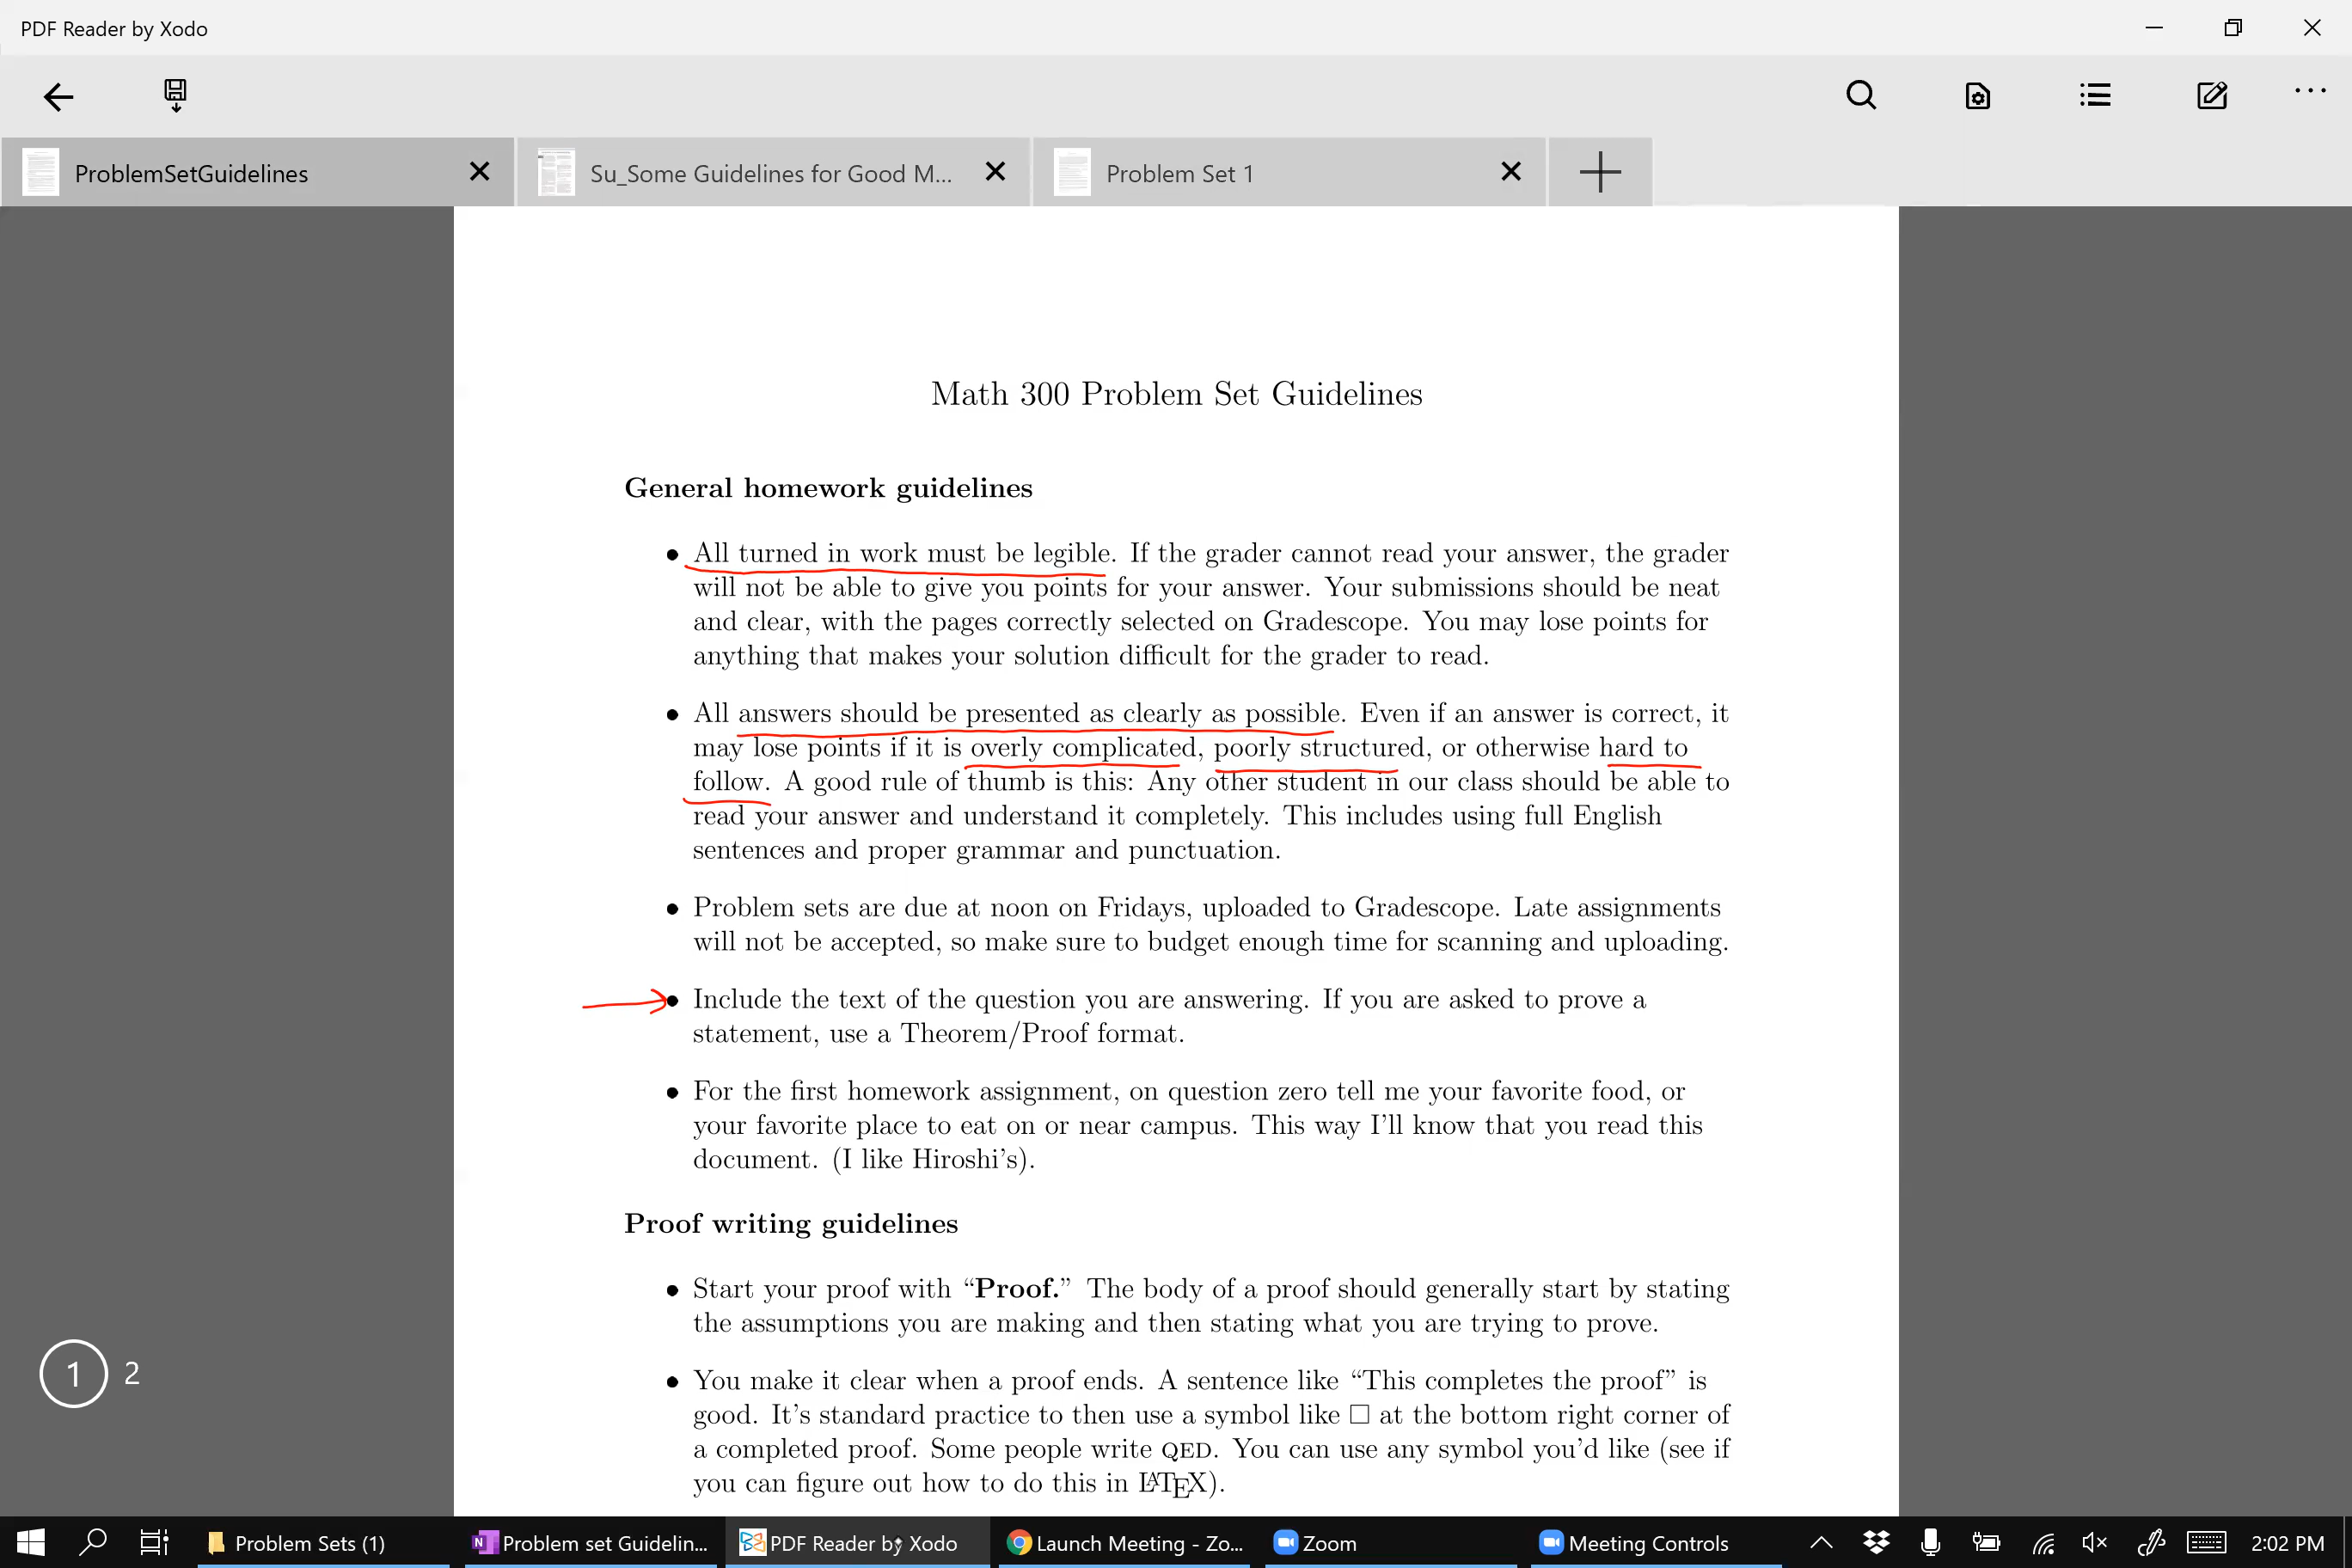 PDF Reader by Xodo
ProblemSetGuidelines
Su_Some Guidelines for Good M...
Problem Set 1
Math 300 Problem Set Guidelines
General homework guidelines
• All turned in work must be legible. If the grader cannot read your answer, the grader
will not be able to give you points for your answer. Your submissions should be neat
and clear, with the pages correctly selected on Gradescope. You may lose points for
anything that makes your solution difficult for the grader to read.
• All answers should be presented as clearly as possible. Even if an answer is correct, it
may lose points if it is overly complicated, poorly structured, or otherwise hard to
follow. A good rule of thumb is this: Any other student in our class should be able to
read your answer and understand it completely. This includes using full English
sentences and proper grammar and punctuation.
• Problem sets are due at noon on Fridays, uploaded to Gradescope. Late assignments
will not be accepted, so make sure to budget enough time for scanning and uploading.
• Include the text of the question you are answering. If you are asked to prove a
statement, use a Theorem/Proof format.
• For the first homework assignment, on question zero tell me your favorite food, or
your favorite place to eat on or near campus. This way I'll know that you read this
document. (I like Hiroshi's).
Proof writing guidelines
• Start your proof with “Proof.” The body of a proof should generally start by stating
the assumptions you are making and then stating what you are trying to prove.
• You make it clear when a proof ends. A sentence like “This completes the proof” is
good. It's standard practice to then use a symbol like □ at the bottom right corner of
a completed proof. Some people write QED. You can use any symbol you'd like (see if
you can figure out how to do this in LATEX).
1 2
Problem Sets (1)
Problem set Guidelin...
PDF Reader by Xodo
Launch Meeting - Zo...
Zoom
Meeting Controls
2:02 PM